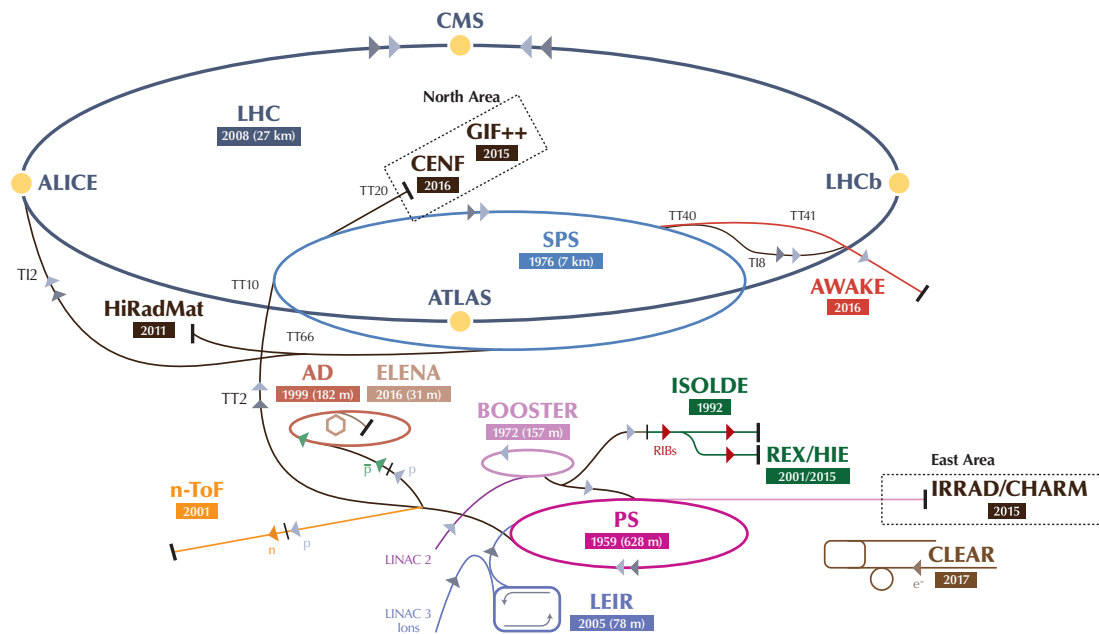 CMS
North Area
LHC
2008 (27 km)
GIF++
2015
CENF
2016
TT20
ALICE
LHCb
TT40
TT41
SPS
1976 (7 km)
TI8
TI2
TT10
AWAKE
2016
ATLAS
HiRadMat
2011
TT66
AD
1999 (182 m)
ELENA
2016 (31 m)
TT2
BOOSTER
1972 (157 m)
ISOLDE
1992
RIBs
REX/HIE
2001/2015
p̅
p
East Area
n-ToF
2001
IRRAD/CHARM
2015
PS
1959 (628 m)
n
p
LINAC 2
CLEAR
2017
e-
LEIR
2005 (78 m)
LINAC 3
Ions